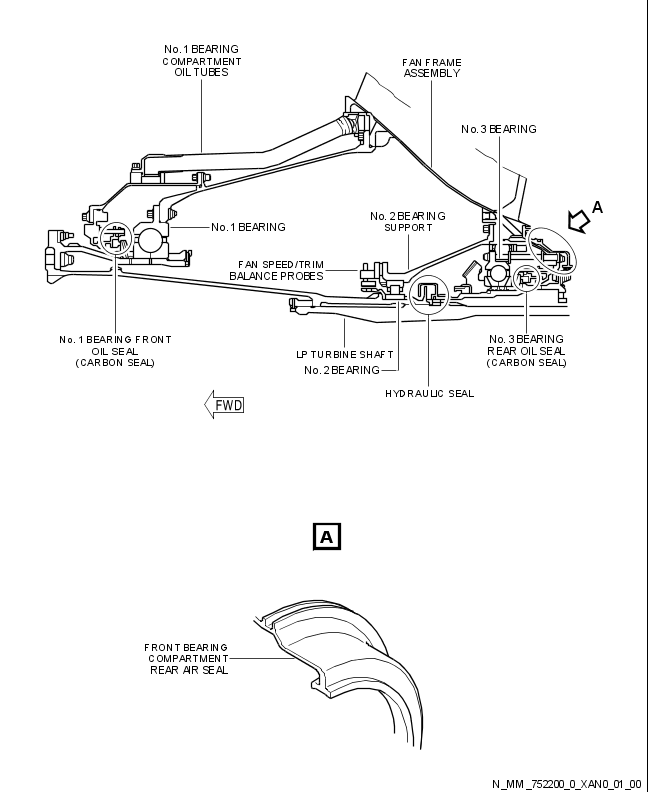 No.1 BEARING
COMPARTMENT
OIL TUBES
FAN FRAME
ASSEMBLY
No.3 BEARING
A
No.1 BEARING
No.2 BEARING
SUPPORT
FAN SPEED/TRIM
BALANCE PROBES
No.1 BEARING FRONT
OIL SEAL
(CARBON SEAL)
LP TURBINE SHAFT
No.2 BEARING
No.3 BEARING
REAR OIL SEAL
(CARBON SEAL)
HYDRAULIC SEAL
FWD
A
FRONT BEARING
COMPARTMENT
REAR AIR SEAL
N_MM_752200_0_XAN0_01_00